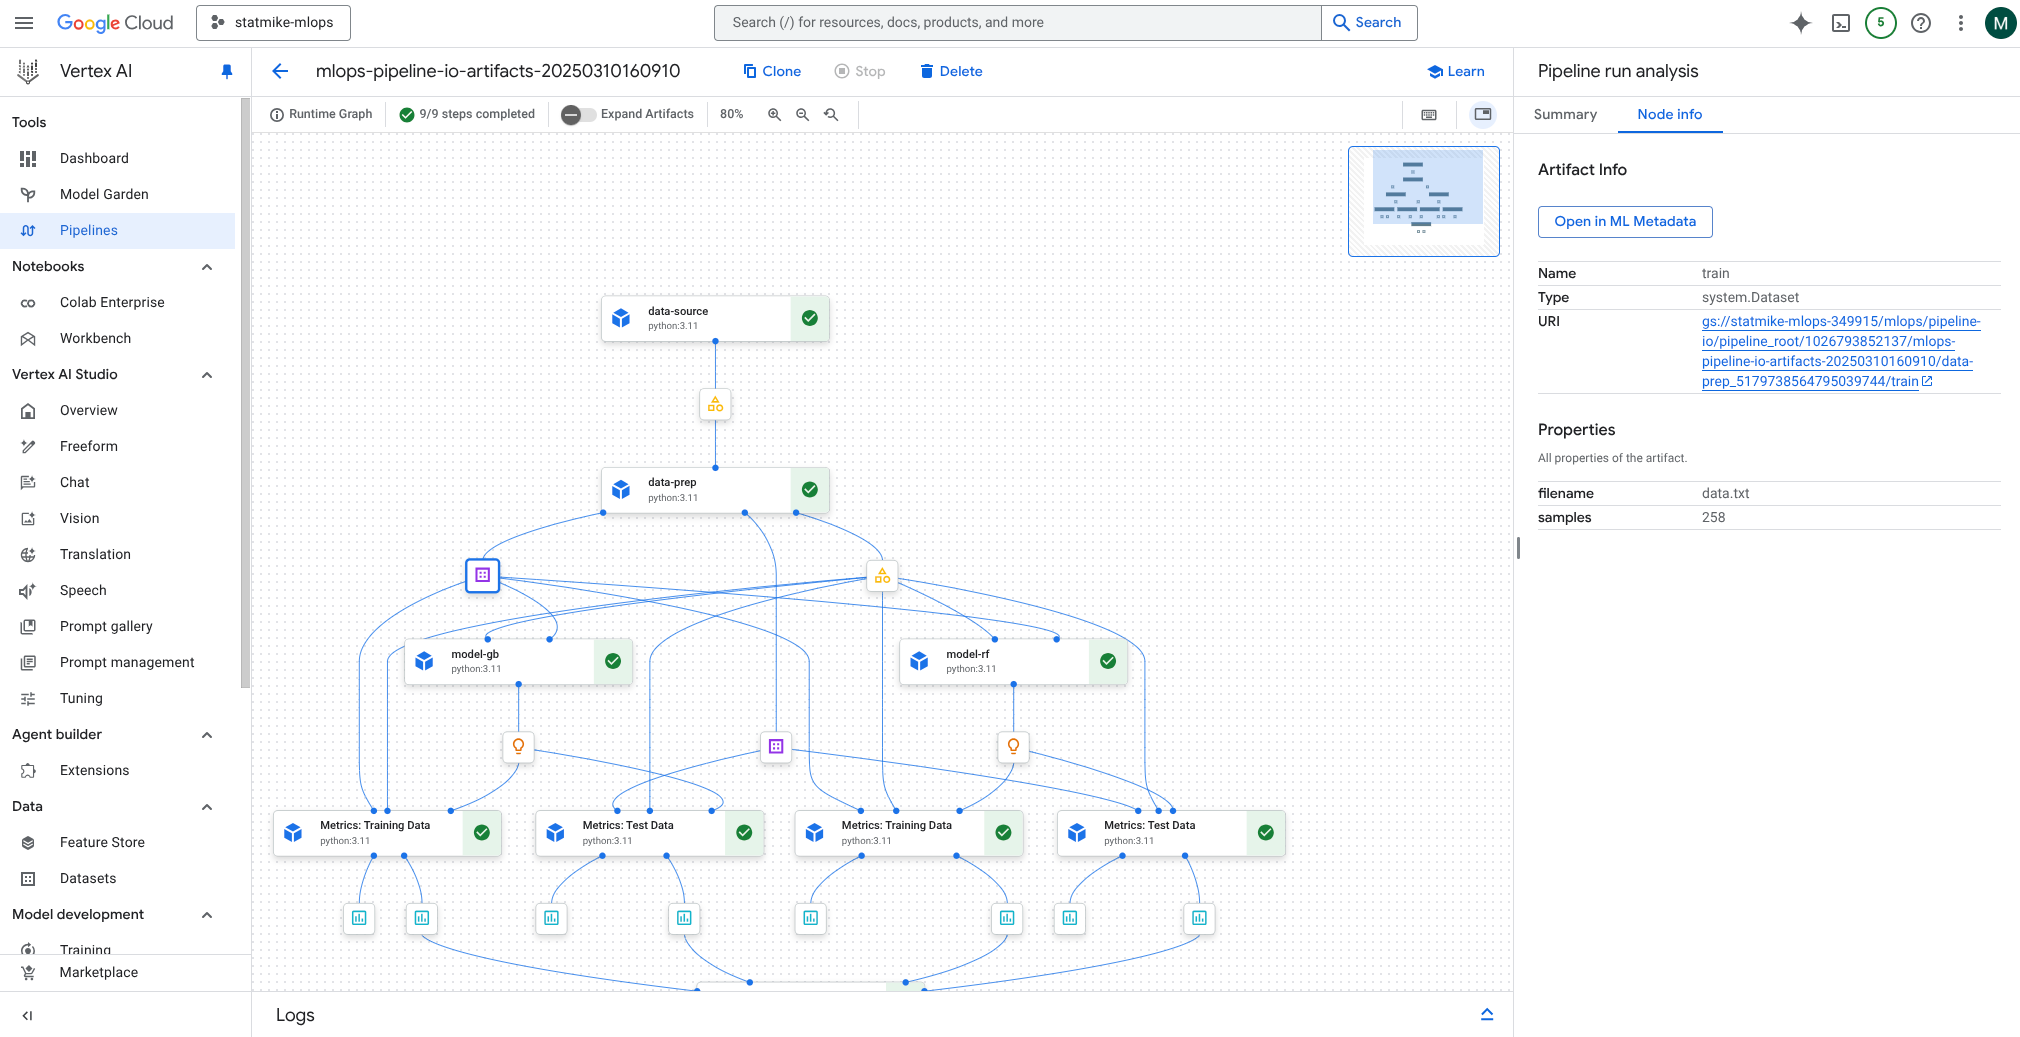 Google Cloud
statmike-mlops
Search (/) for resources, docs, products, and more
Search
5
M
Vertex AI
mlops-pipeline-io-artifacts-20250310160910
Clone
Stop
Delete
Learn
Pipeline run analysis
Runtime Graph
9/9 steps completed
Expand Artifacts
80%
Summary
Node info
Tools
Dashboard
Model Garden
Pipelines
Notebooks
Colab Enterprise
Workbench
Vertex AI Studio
Overview
Freeform
Chat
Vision
Translation
Speech
Prompt gallery
Prompt management
Tuning
Agent builder
Extensions
Data
Feature Store
Datasets
Model development
Training
Marketplace
data-source
python:3.11
data-prep
python:3.11
model-gb
python:3.11
model-rf
python:3.11
Metrics: Training Data
python:3.11
Metrics: Test Data
python:3.11
Metrics: Training Data
python:3.11
Metrics: Test Data
python:3.11
Logs
Artifact Info
Open in ML Metadata
Name train
Type system.Dataset
URI gs://statmike-mlops-349915/mlops/pipeline-
io/pipeline_root/1026793852137/mlops-
pipeline-io-artifacts-20250310160910/data-
prep_5179738564795039744/train
Properties
All properties of the artifact.
filename data.txt
samples 258